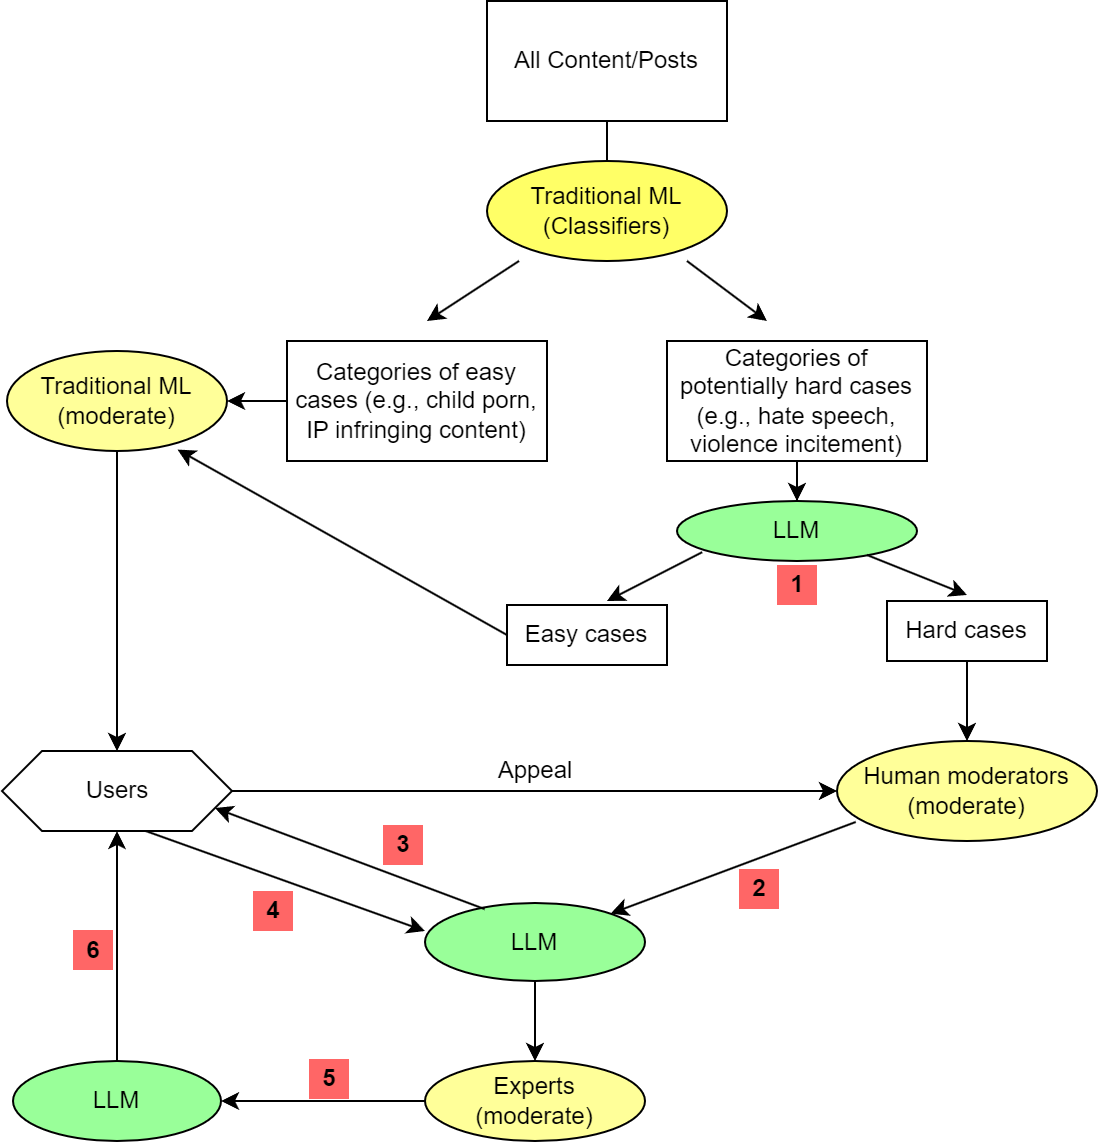 All Content/Posts
Traditional ML
(Classifiers)
Categories of easy
cases (e.g., child porn,
IP infringing content)
Categories of
potentially hard cases
(e.g., hate speech,
violence incitement)
Traditional ML
(moderate)
LLM
1
Easy cases
Hard cases
Users
Appeal
Human moderators
(moderate)
3
2
4
LLM
6
5
LLM
Experts
(moderate)